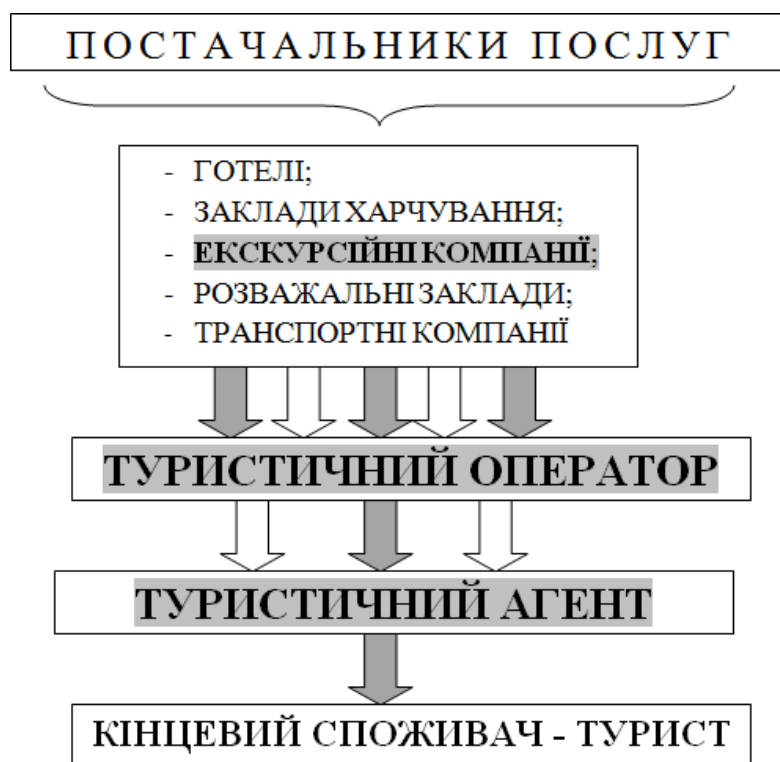 ПОСТАЧАЛЬНИКИ ПОСЛУГ
- ГОТЕЛІ;
- ЗАКЛАДИ ХАРЧУВАННЯ;
- ЕКСКУРСІЙНІ КОМПАНІЇ;
- РОЗВАЖАЛЬНІ ЗАКЛАДИ;
- ТРАНСПОРТНІ КОМПАНІЇ
ТУРИСТИЧНИЙ ОПЕРАТОР
ТУРИСТИЧНИЙ АГЕНТ
КІНЦЕВИЙ СПОЖИВАЧ - ТУРИСТ